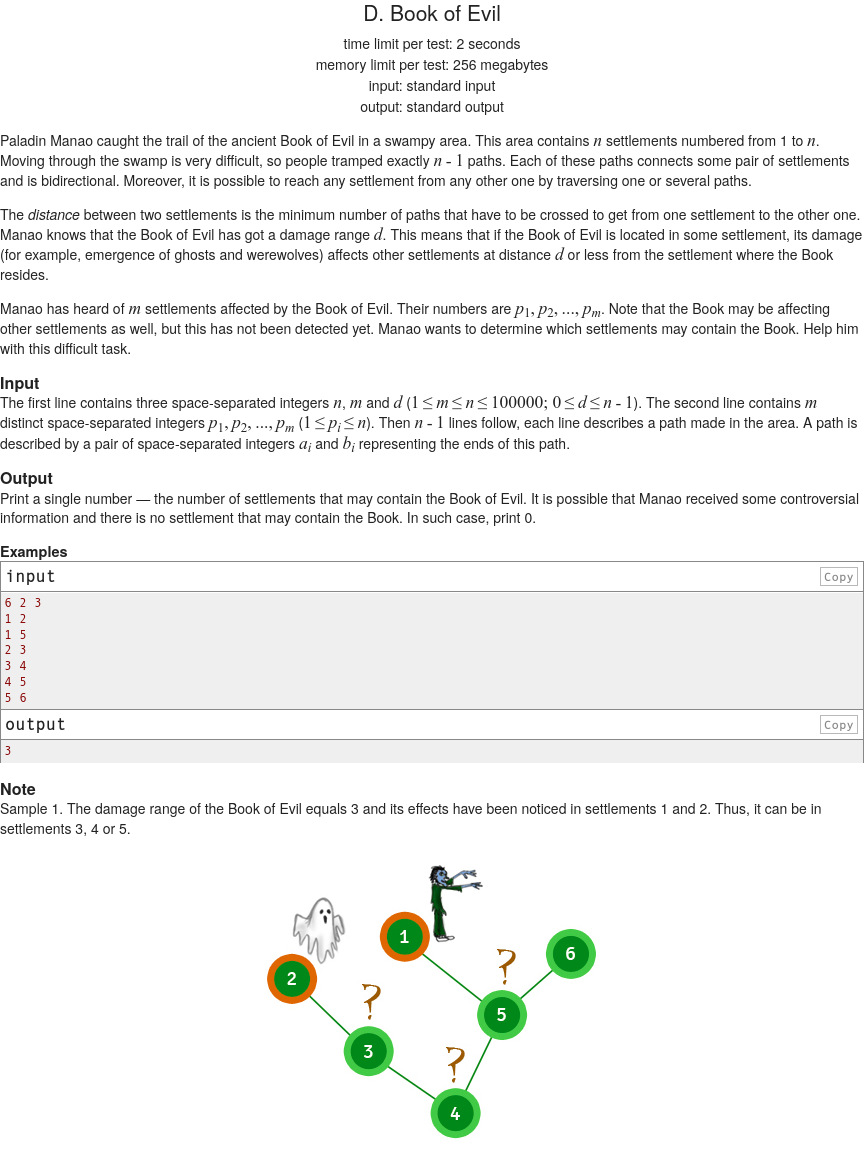 D. Book of Evil
time limit per test: 2 seconds
memory limit per test: 256 megabytes
input: standard input
output: standard output
Paladin Manao caught the trail of the ancient Book of Evil in a swampy area. This area contains n settlements numbered from 1 to n.
Moving through the swamp is very difficult, so people tramped exactly n - 1 paths. Each of these paths connects some pair of settlements
and is bidirectional. Moreover, it is possible to reach any settlement from any other one by traversing one or several paths.
The distance between two settlements is the minimum number of paths that have to be crossed to get from one settlement to the other one.
Manao knows that the Book of Evil has got a damage range d. This means that if the Book of Evil is located in some settlement, its damage
(for example, emergence of ghosts and werewolves) affects other settlements at distance d or less from the settlement where the Book
resides.
Manao has heard of m settlements affected by the Book of Evil. Their numbers are p1, p2, ..., pm. Note that the Book may be affecting
other settlements as well, but this has not been detected yet. Manao wants to determine which settlements may contain the Book. Help him
with this difficult task.
Input
The first line contains three space-separated integers n, m and d (1 ≤ m ≤ n ≤ 100000; 0 ≤ d ≤ n - 1). The second line contains m
distinct space-separated integers p1, p2, ..., pm (1 ≤ pi ≤ n). Then n - 1 lines follow, each line describes a path made in the area. A path is
described by a pair of space-separated integers ai and bi representing the ends of this path.
Output
Print a single number — the number of settlements that may contain the Book of Evil. It is possible that Manao received some controversial
information and there is no settlement that may contain the Book. In such case, print 0.
Examples
input Copy
6 2 3
1 2
1 5
2 3
3 4
4 5
5 6
output Copy
3
Note
Sample 1. The damage range of the Book of Evil equals 3 and its effects have been noticed in settlements 1 and 2. Thus, it can be in
settlements 3, 4 or 5.
1
6
2
?
?
5
3
?
4